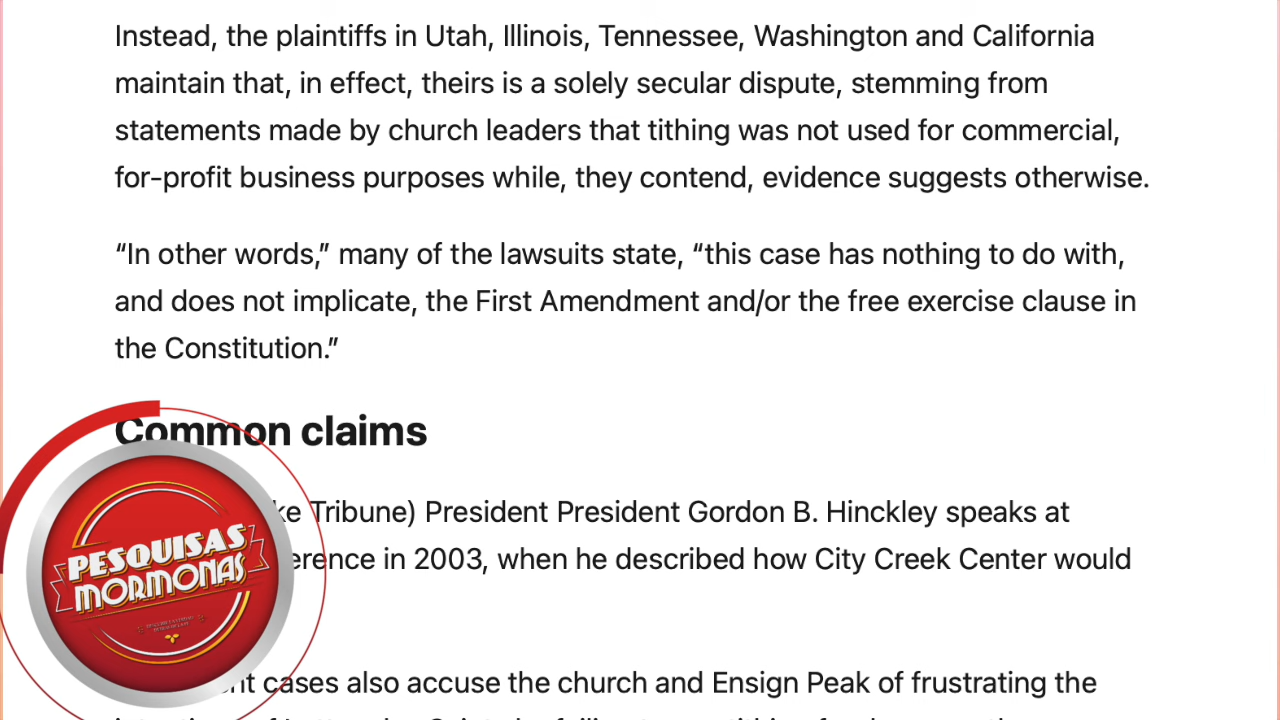 Instead, the plaintiffs in Utah, Illinois, Tennessee, Washington and California
maintain that, in effect, theirs is a solely secular dispute, stemming from
statements made by church leaders that tithing was not used for commercial,
for-profit business purposes while, they contend, evidence suggests otherwise.
“In other words,” many of the lawsuits state, “this case has nothing to do with,
and does not implicate, the First Amendment and/or the free exercise clause in
the Constitution.”
Common claims
Tribune) President President Gordon B. Hinckley speaks at
in 2003, when he described how City Creek Center would
PESQUISAS
MORMONAS
cases also accuse the church and Ensign Peak of frustrating the